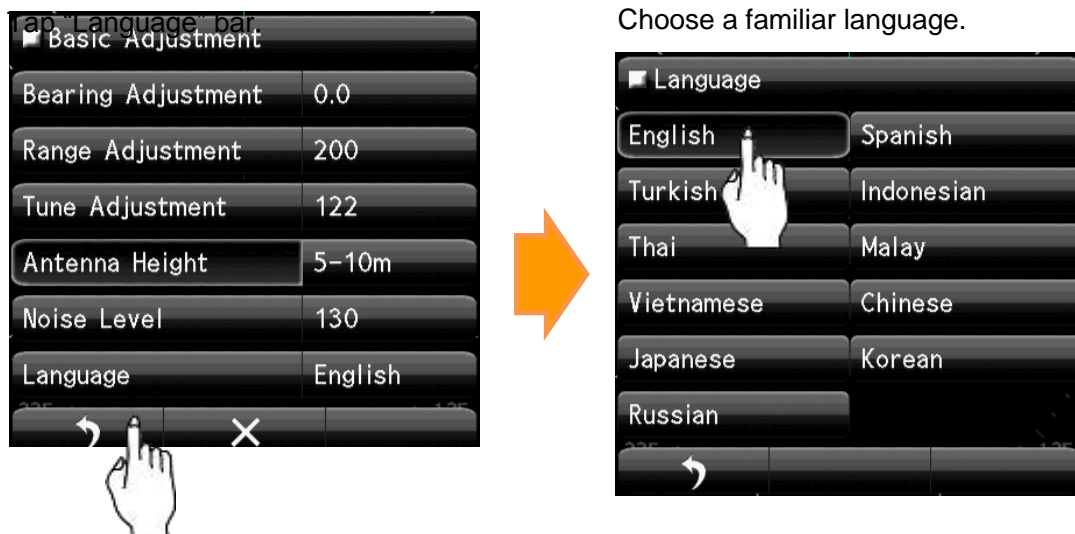 Tap "Language" bar.
Basic Adjustment
Bearing Adjustment 0.0
Range Adjustment 200
Tune Adjustment 122
Antenna Height 5-10m
Noise Level 130
Language English
Choose a familiar language.
Language
English Spanish
Turkish Indonesian
Thai Malay
Vietnamese Chinese
Japanese Korean
Russian